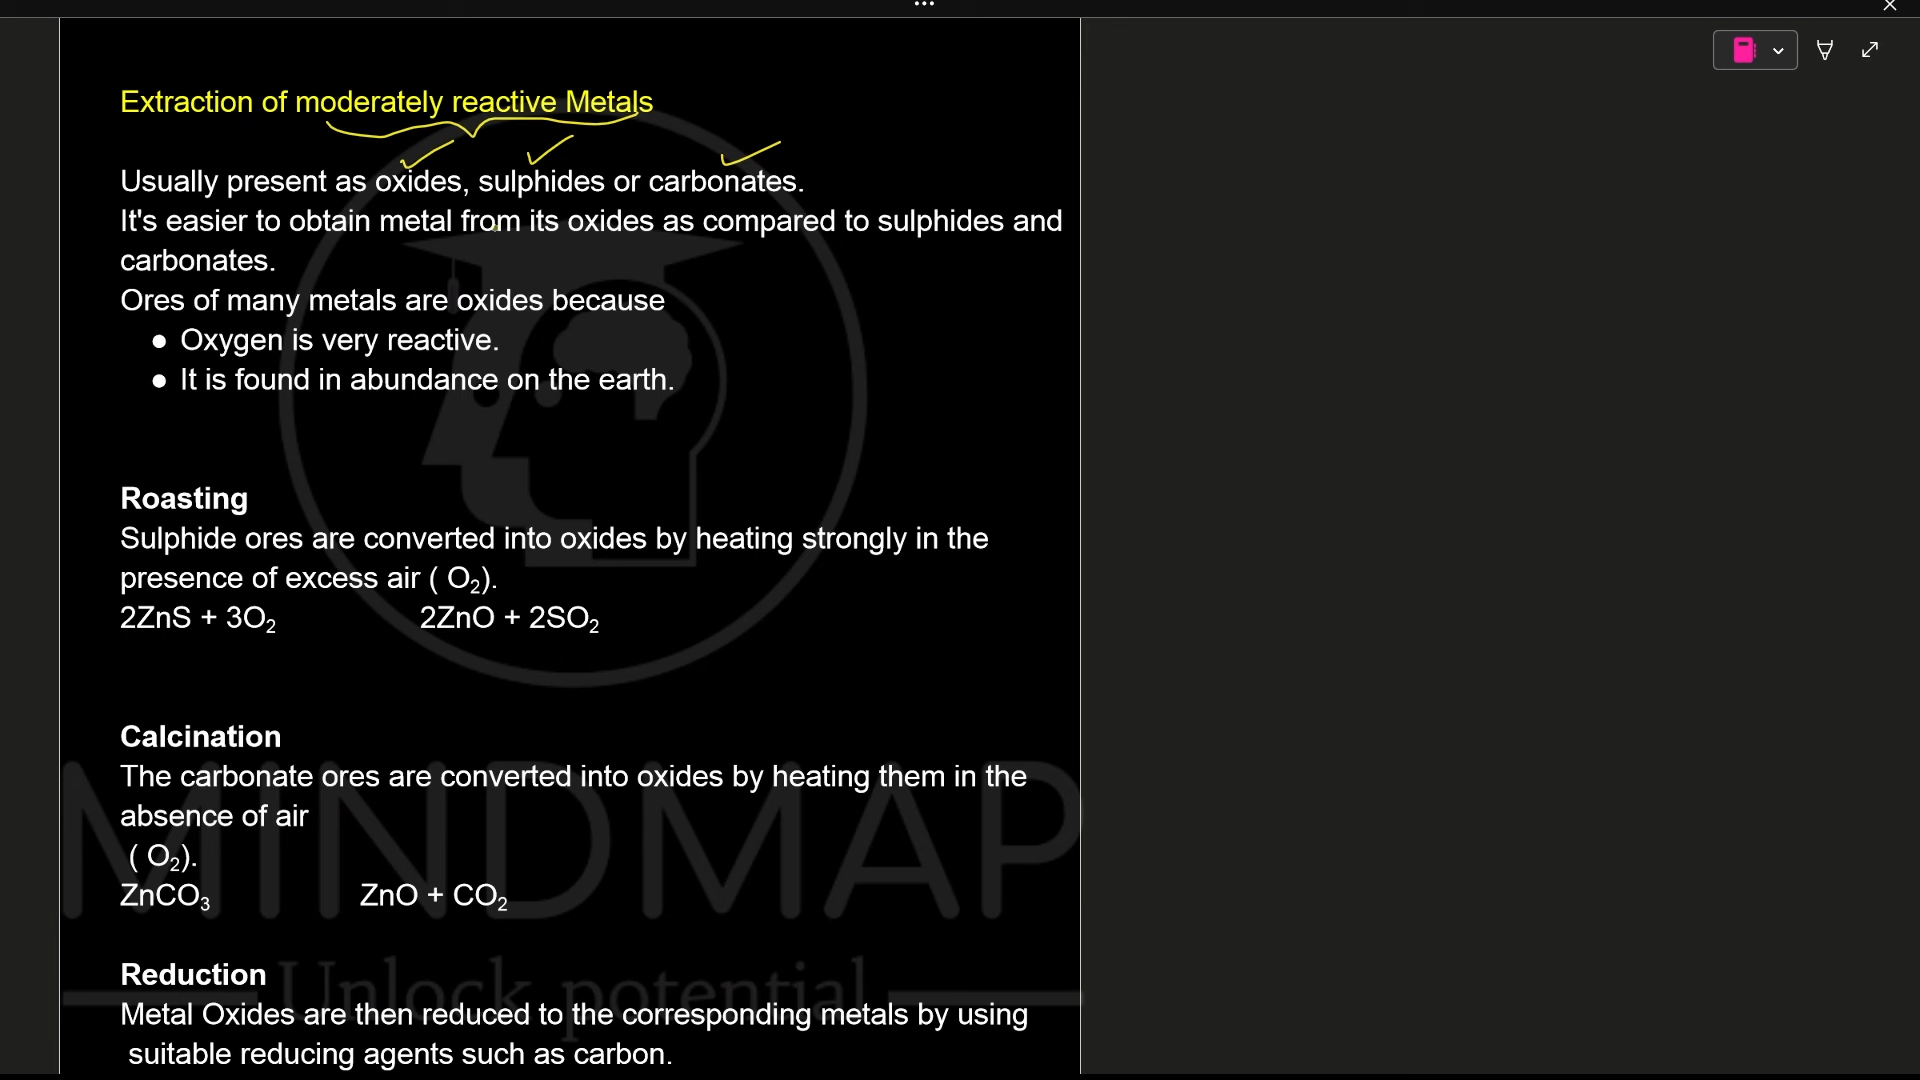 Extraction of moderately reactive Metals
Usually present as oxides, sulphides or carbonates.
It's easier to obtain metal from its oxides as compared to sulphides and
carbonates.
Ores of many metals are oxides because
● Oxygen is very reactive.
● It is found in abundance on the earth.
Roasting
Sulphide ores are converted into oxides by heating strongly in the
presence of excess air ( O₂).
2ZnS + 3O₂ 2ZnO + 2SO₂
Calcination
The carbonate ores are converted into oxides by heating them in the
absence of air
( O₂).
ZnCO₃ ZnO + CO₂
Reduction
Metal Oxides are then reduced to the corresponding metals by using
suitable reducing agents such as carbon.
MINDMAP
Unlock potential